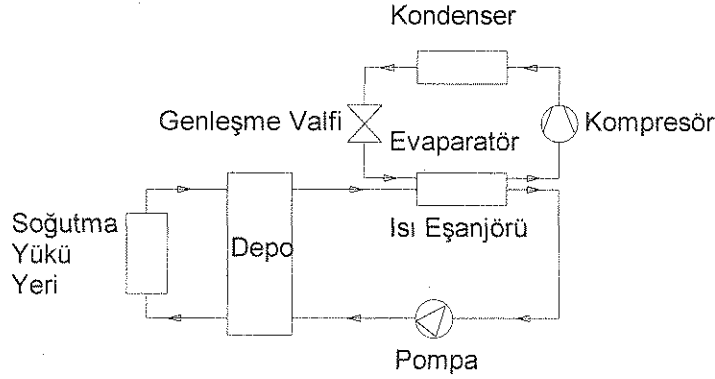 Kondenser
Genleşme Valfi
Kompresör
Evaparatör
Isı Eşanjörü
Soğutma
Yükü
Yeri
Depo
Pompa